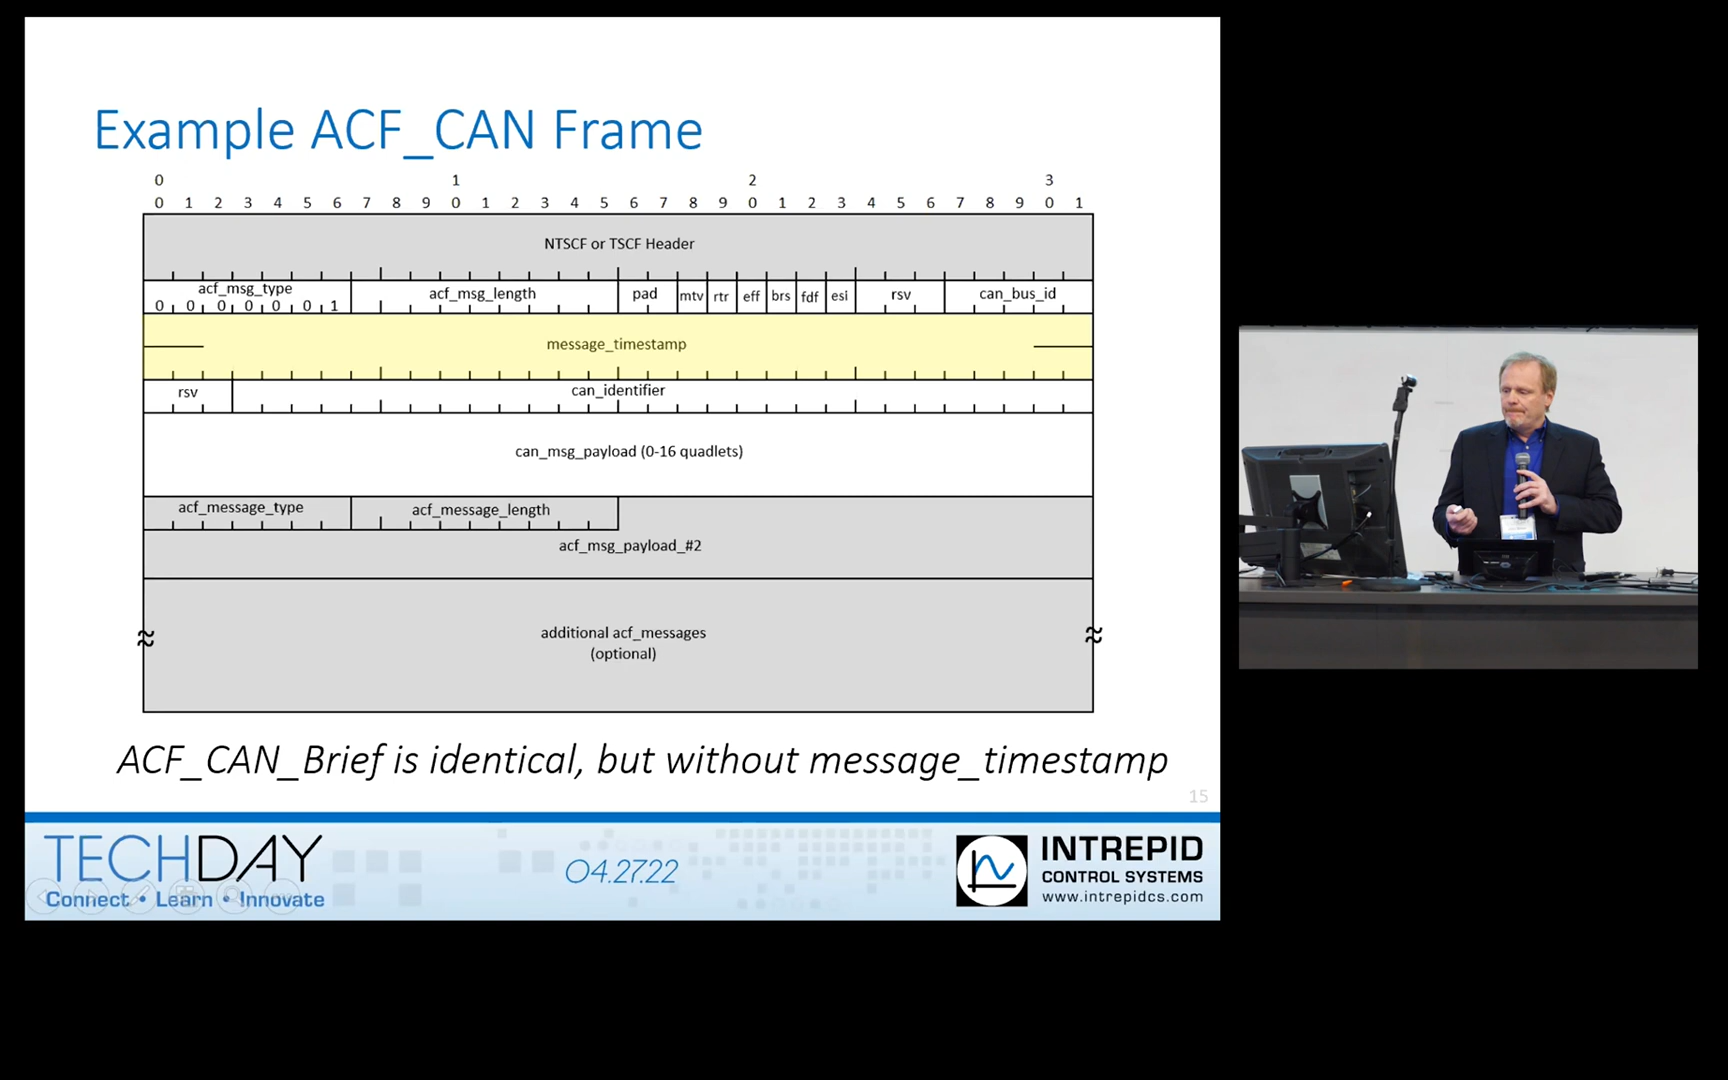 Example ACF_CAN Frame
0 1 2 3
0 1 2 3 4 5 6 7 8 9 0 1 2 3 4 5 6 7 8 9 0 1 2 3 4 5 6 7 8 9 0 1
NTSCF or TSCF Header
acf_msg_type acf_msg_length pad mtv rtr eff brs fdf esi rsv can_bus_id
0 0 0 0 0 0 1
message_timestamp
rsv can_identifier
can_msg_payload (0-16 quadlets)
acf_message_type acf_message_length
acf_msg_payload_#2
additional acf_messages
(optional)
ACF_CAN_Brief is identical, but without message_timestamp
15
TECHDAY
Connect • Learn • Innovate
04.27.22
INTREPID
CONTROL SYSTEMS
www.intrepidcs.com